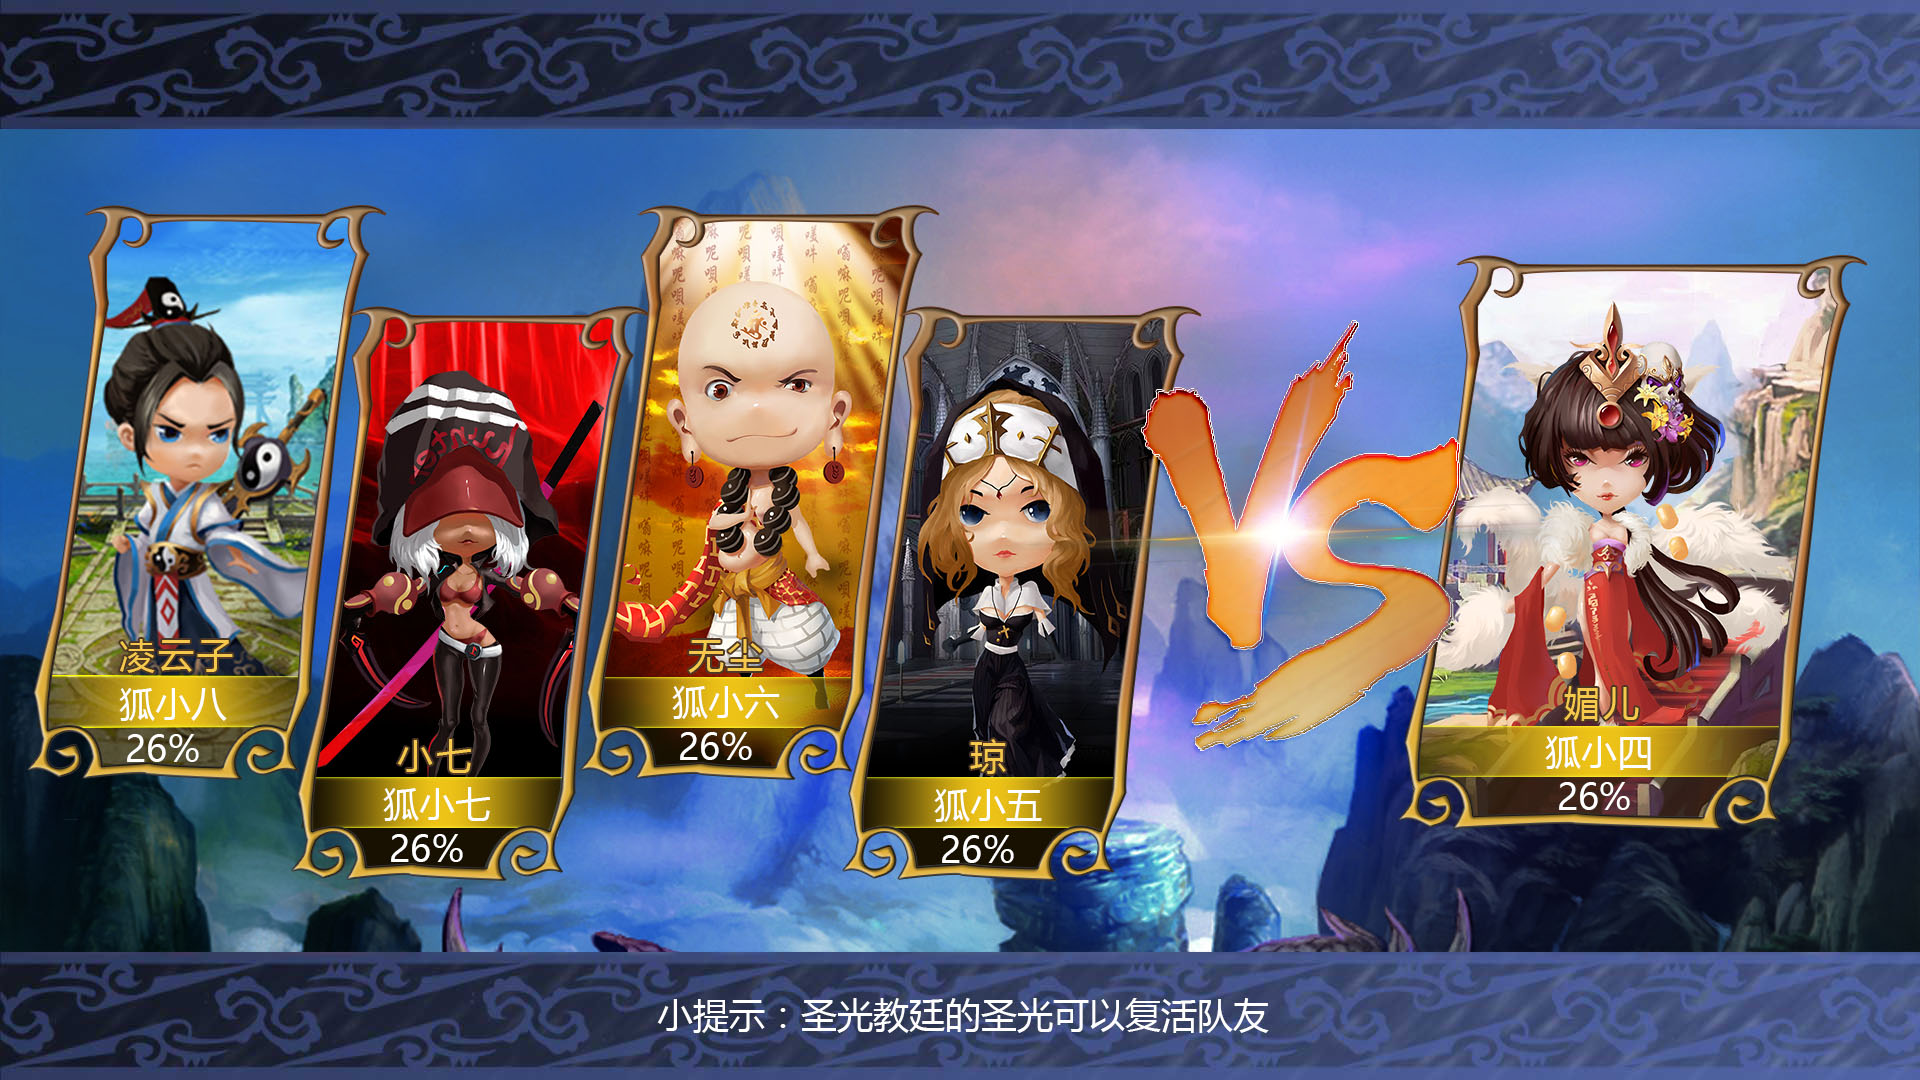 凌云子
狐小八
26%
小七
狐小七
26%
无尘
狐小六
26%
琼
狐小五
26%
VS
媚儿
狐小四
26%
小提示：圣光教廷的圣光可以复活队友